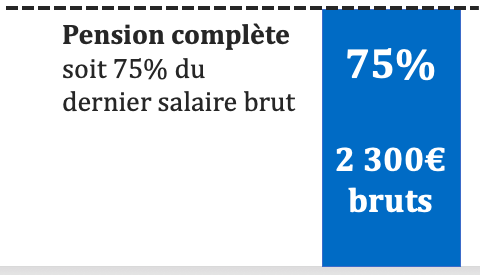 Pension complète
soit 75% du
dernier salaire brut
75%
2 300€
bruts